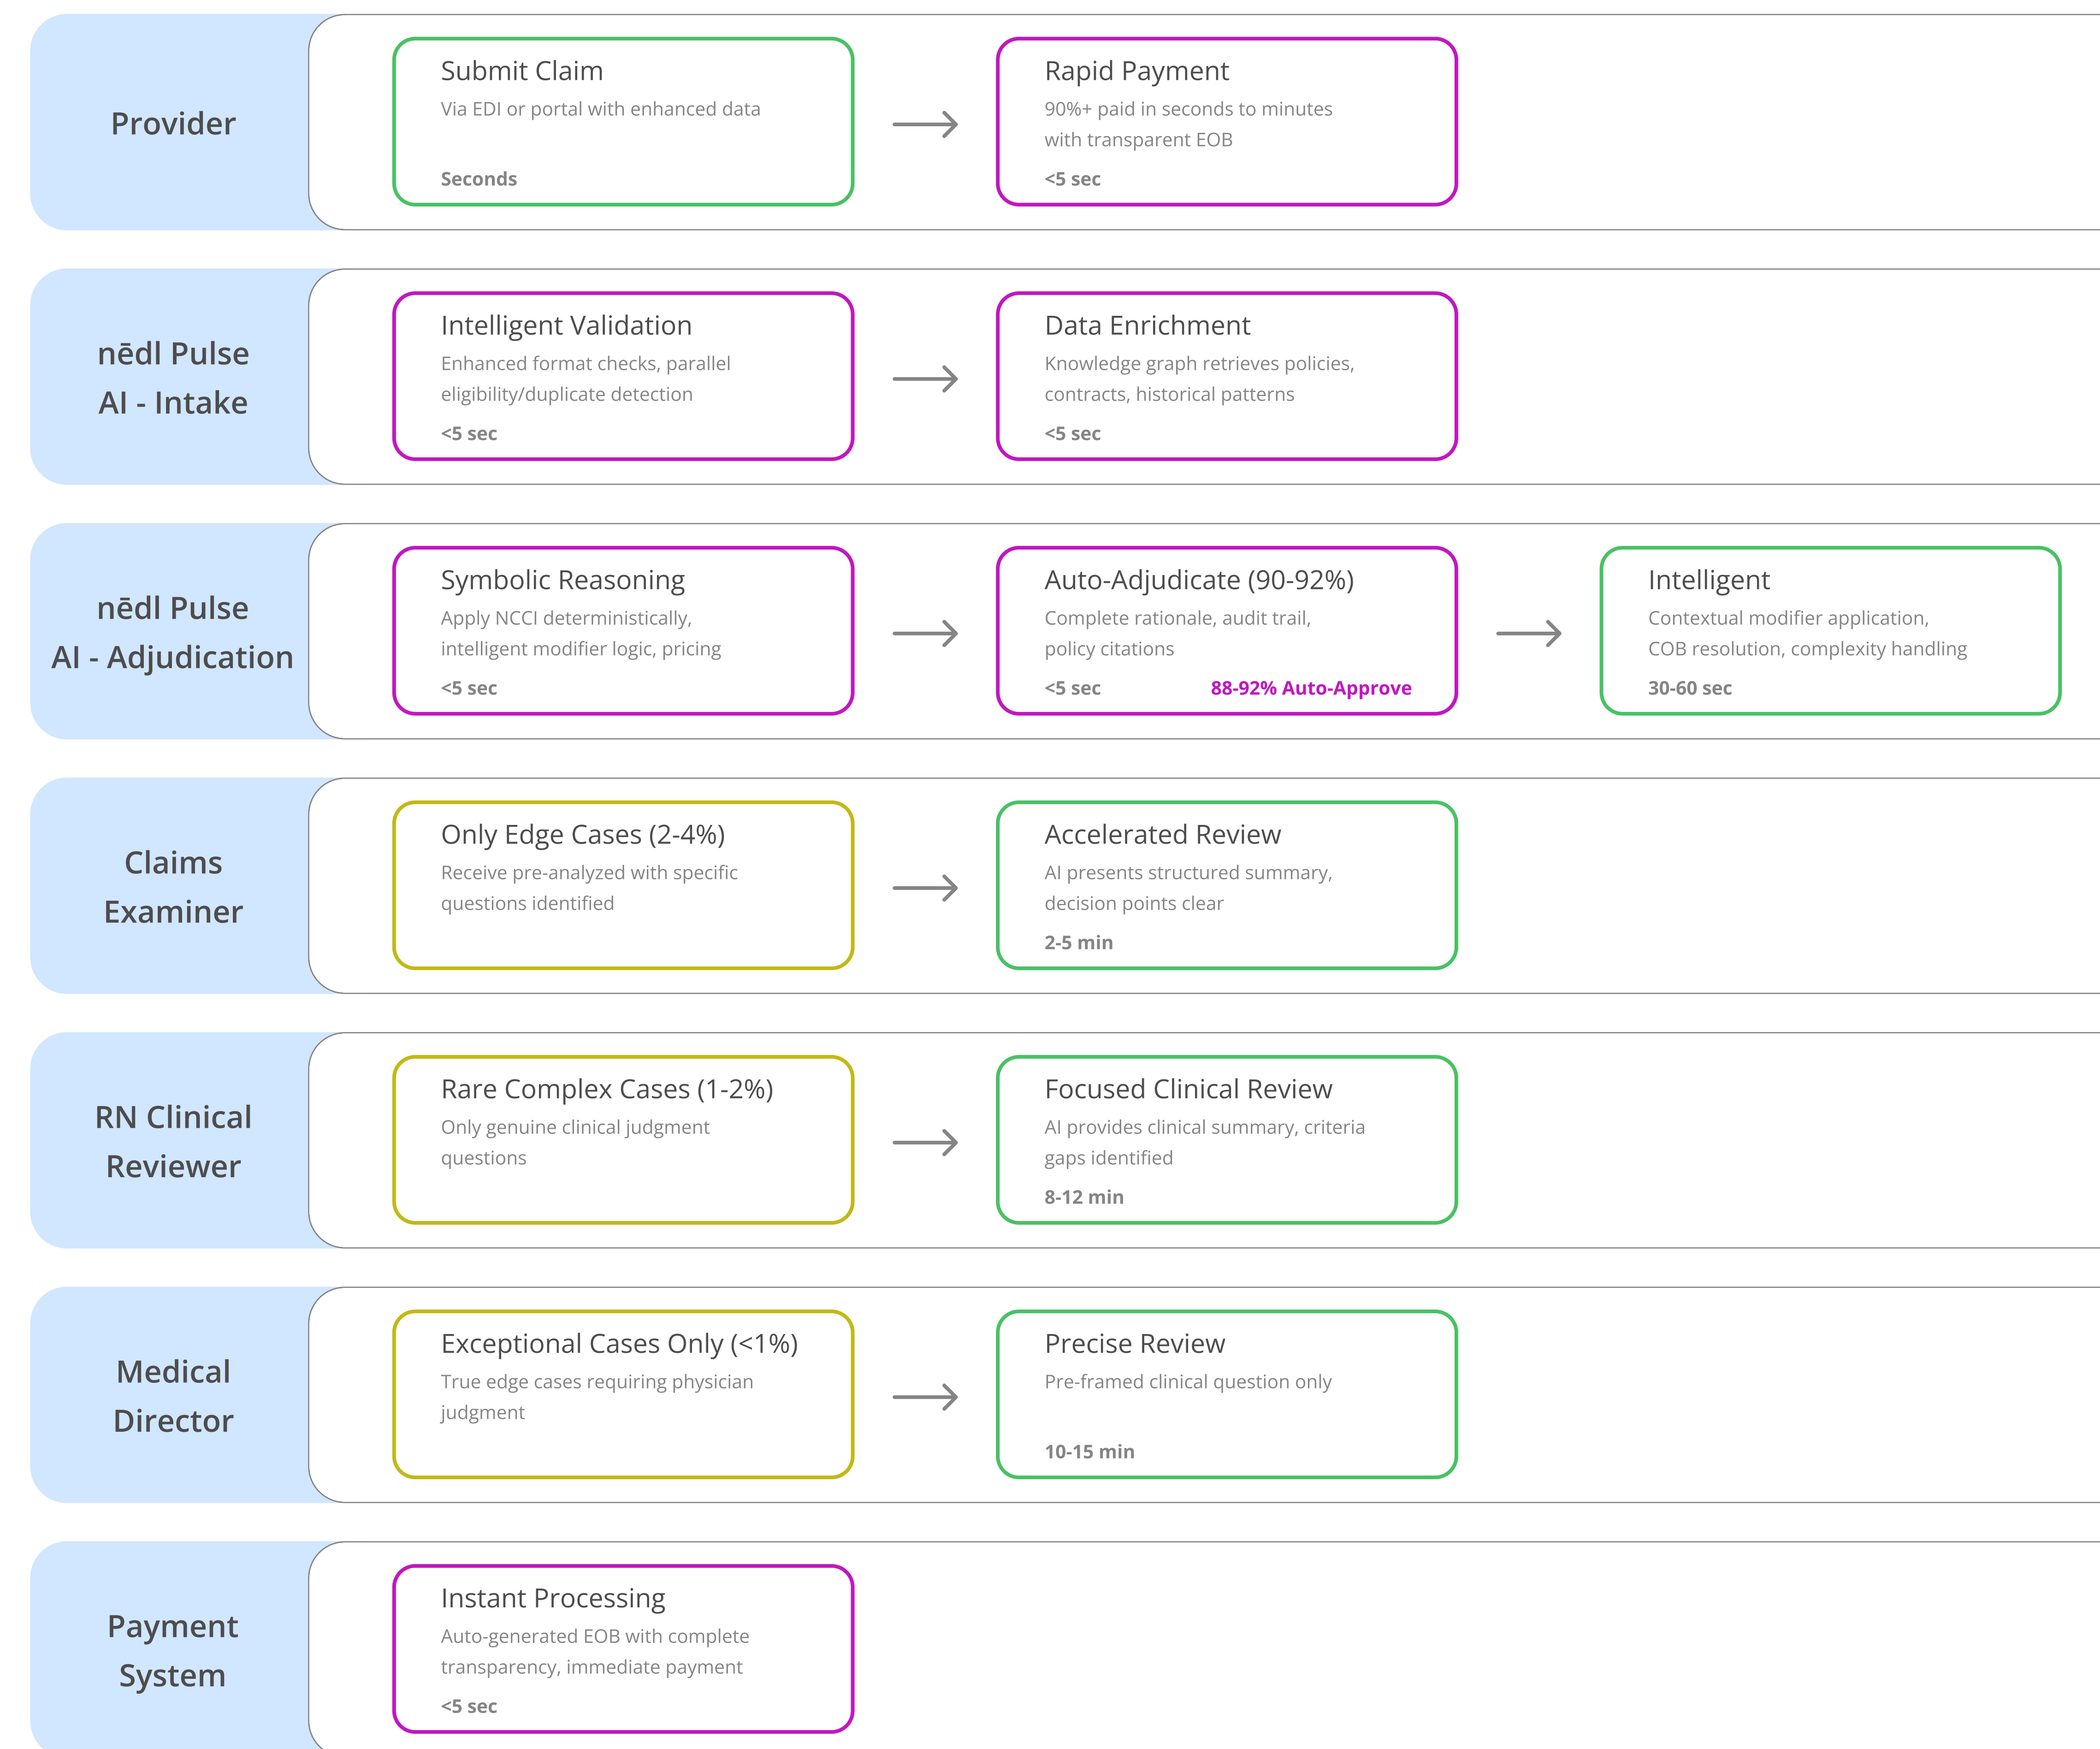 Provider
Submit Claim
Via EDI or portal with enhanced data
Seconds
Rapid Payment
90%+ paid in seconds to minutes
with transparent EOB
<5 sec
nēdl Pulse
AI - Intake
Intelligent Validation
Enhanced format checks, parallel
eligibility/duplicate detection
<5 sec
Data Enrichment
Knowledge graph retrieves policies,
contracts, historical patterns
<5 sec
nēdl Pulse
AI - Adjudication
Symbolic Reasoning
Apply NCCI deterministically,
intelligent modifier logic, pricing
<5 sec
Auto-Adjudicate (90-92%)
Complete rationale, audit trail,
policy citations
<5 sec 88-92% Auto-Approve
Intelligent
Contextual modifier application,
COB resolution, complexity handling
30-60 sec
Claims
Examiner
Only Edge Cases (2-4%)
Receive pre-analyzed with specific
questions identified
Accelerated Review
AI presents structured summary,
decision points clear
2-5 min
RN Clinical
Reviewer
Rare Complex Cases (1-2%)
Only genuine clinical judgment
questions
Focused Clinical Review
AI provides clinical summary, criteria
gaps identified
8-12 min
Medical
Director
Exceptional Cases Only (<1%)
True edge cases requiring physician
judgment
Precise Review
Pre-framed clinical question only
10-15 min
Payment
System
Instant Processing
Auto-generated EOB with complete
transparency, immediate payment
<5 sec